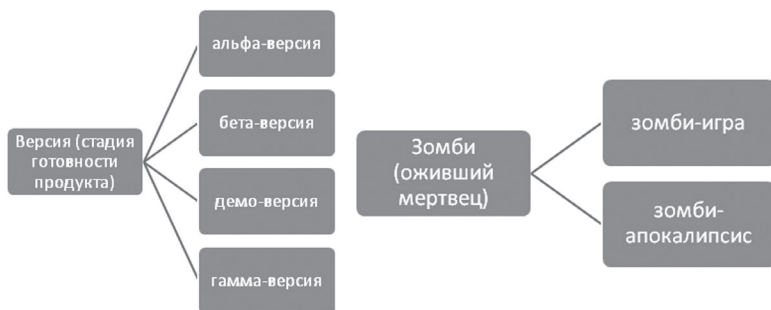 Версия (стадия
готовности
продукта)
альфа-версия
бета-версия
демо-версия
гамма-версия
Зомби
(оживший
мертвец)
зомби-игра
зомби-
апокалипсис